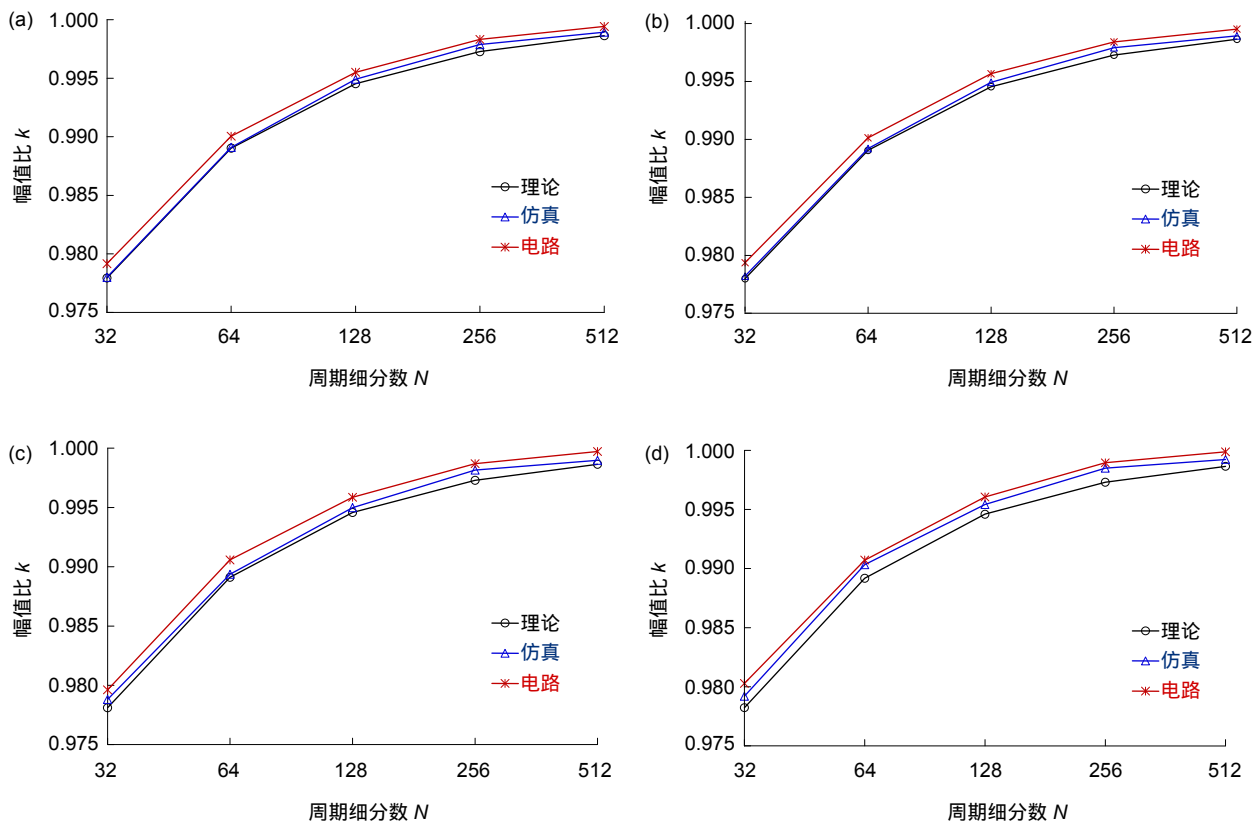 (a)
1.000
0.995
0.990
0.985
0.980
0.975
幅值比 k
理论
仿真
电路
32 64 128 256 512
周期细分数 N
(b)
1.000
0.995
0.990
0.985
0.980
0.975
幅值比 k
理论
仿真
电路
32 64 128 256 512
周期细分数 N
(c)
1.000
0.995
0.990
0.985
0.980
0.975
幅值比 k
理论
仿真
电路
32 64 128 256 512
周期细分数 N
(d)
1.000
0.995
0.990
0.985
0.980
0.975
幅值比 k
理论
仿真
电路
32 64 128 256 512
周期细分数 N